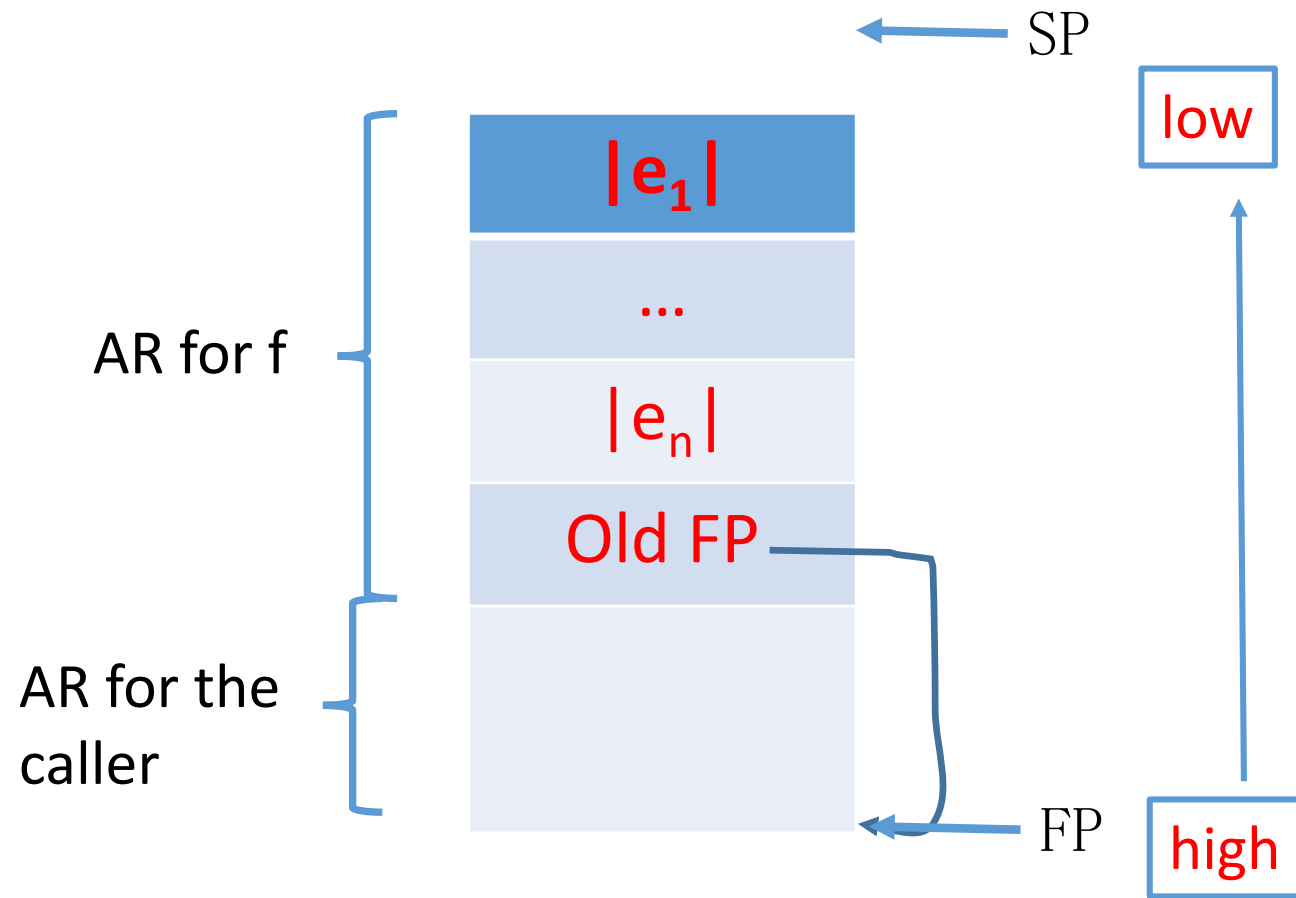 SP
low
|e₁|
...
AR for f
|eₙ|
Old FP
AR for the
caller
FP
high